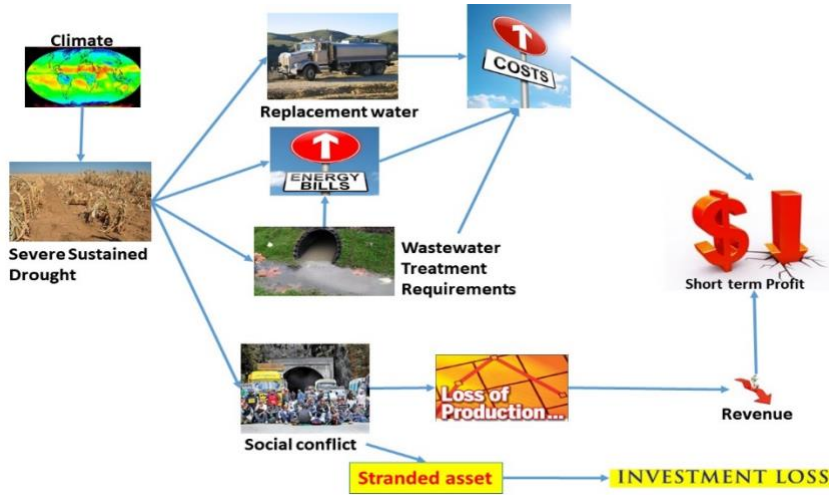 Climate
Replacement water
COSTS
ENERGY
BILLS
Severe Sustained
Drought
Wastewater
Treatment
Requirements
Short term Profit
Social conflict
Loss of
Production...
Revenue
Stranded asset
INVESTMENT LOSS